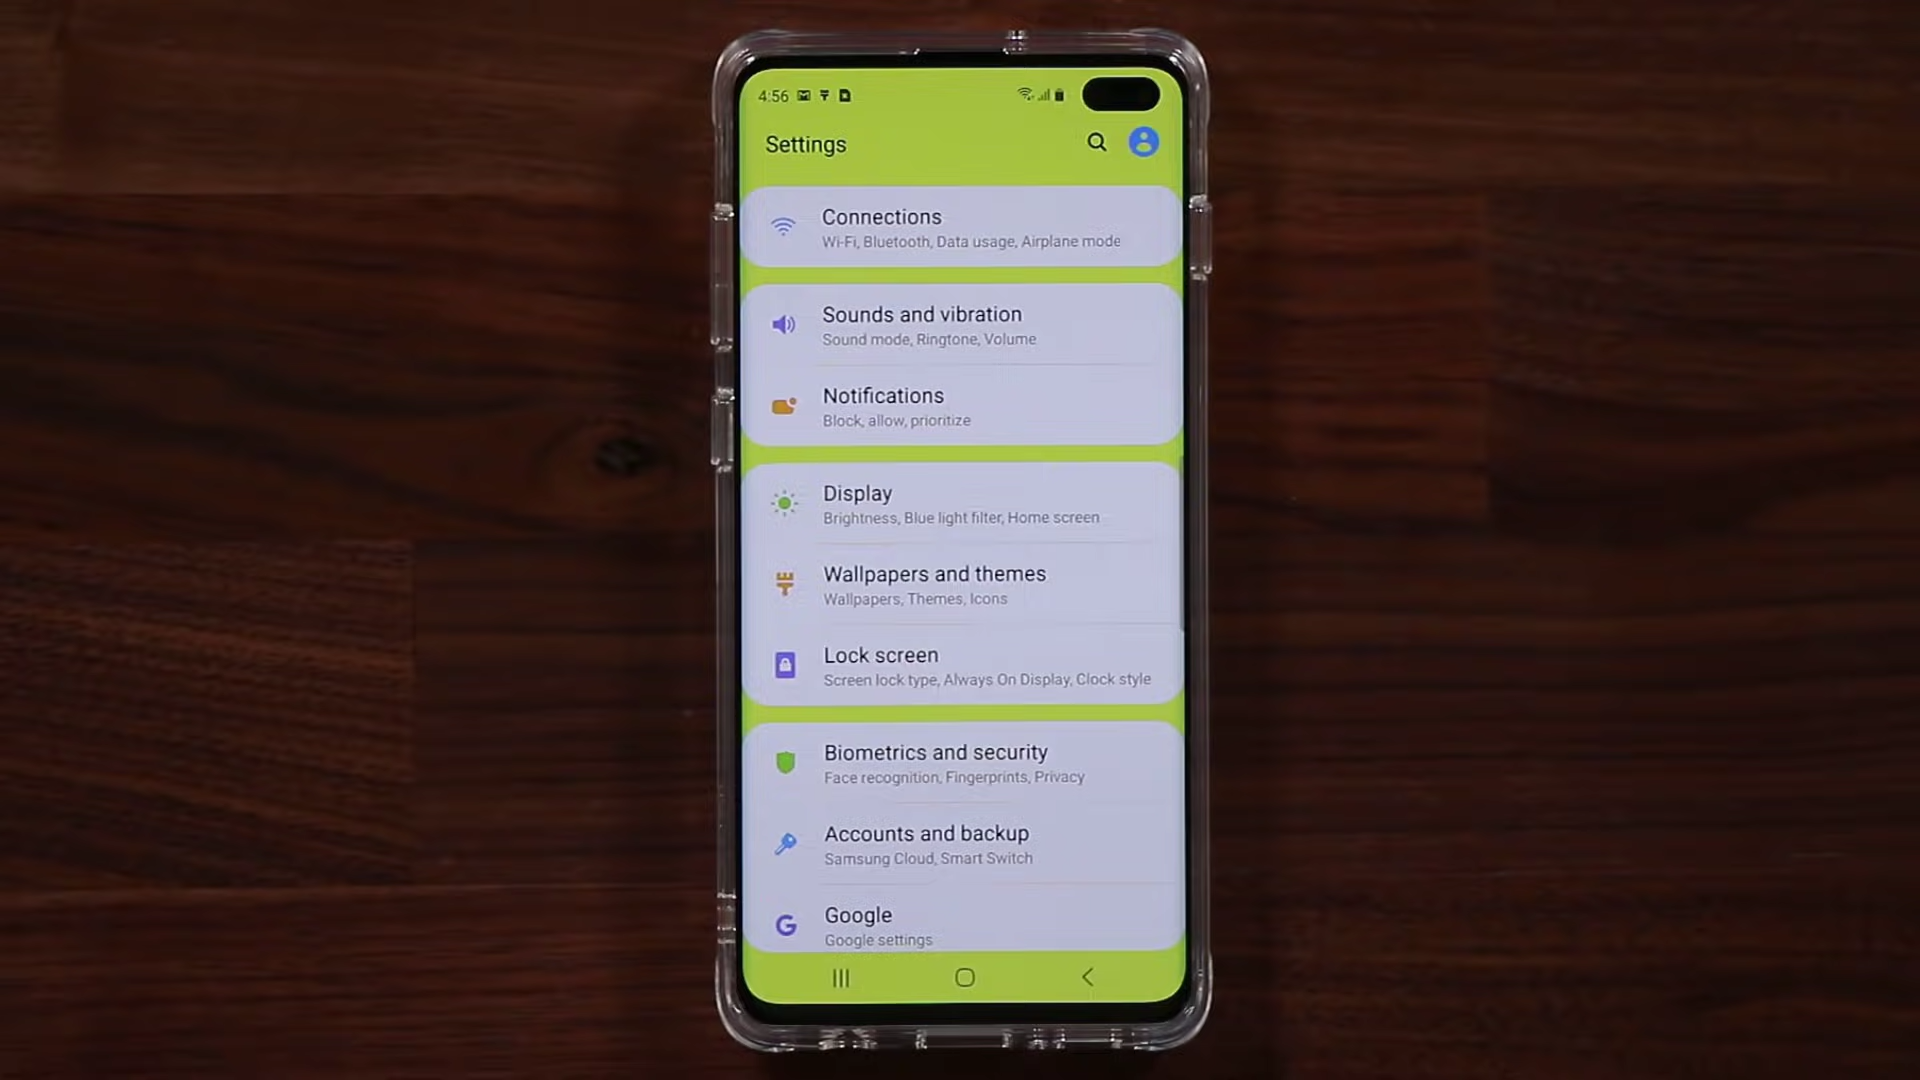 4:56
Settings
Connections
Wi-Fi, Bluetooth, Data usage, Airplane mode
Sounds and vibration
Sound mode, Ringtone, Volume
Notifications
Block, allow, prioritize
Display
Brightness, Blue light filter, Home screen
Wallpapers and themes
Wallpapers, Themes, Icons
Lock screen
Screen lock type, Always On Display, Clock style
Biometrics and security
Face recognition, Fingerprints, Privacy
Accounts and backup
Samsung Cloud, Smart Switch
Google
Google settings